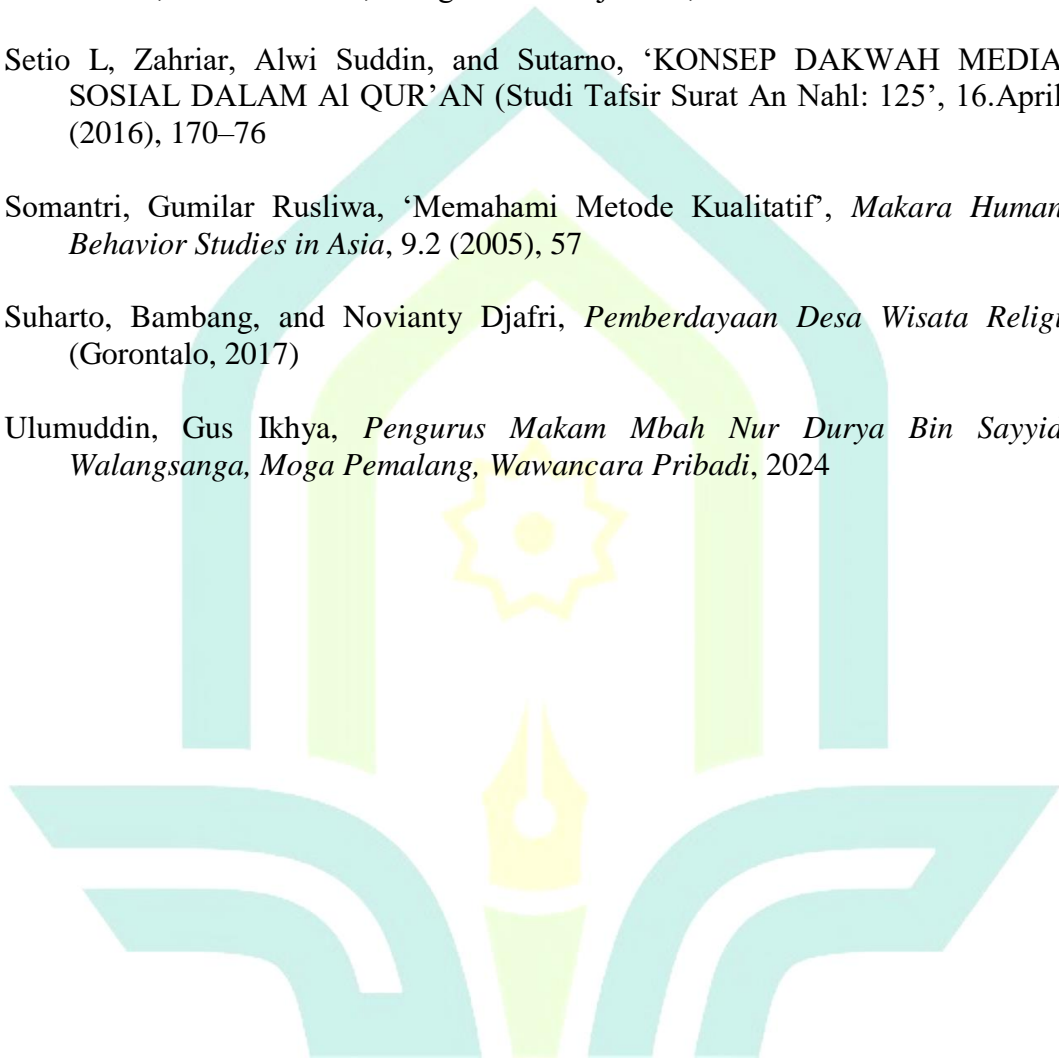 Setio L, Zahriar, Alwi Suddin, and Sutarno, ‘KONSEP DAKWAH MEDIA
SOSIAL DALAM Al QUR’AN (Studi Tafsir Surat An Nahl: 125’, 16.April
(2016), 170–76
Somantri, Gumilar Rusliwa, ‘Memahami Metode Kualitatif’, Makara Human
Behavior Studies in Asia, 9.2 (2005), 57
Suharto, Bambang, and Novianty Djafri, Pemberdayaan Desa Wisata Religi
(Gorontalo, 2017)
Ulumuddin, Gus Ikhya, Pengurus Makam Mbah Nur Durya Bin Sayyid
Walangsanga, Moga Pemalang, Wawancara Pribadi, 2024